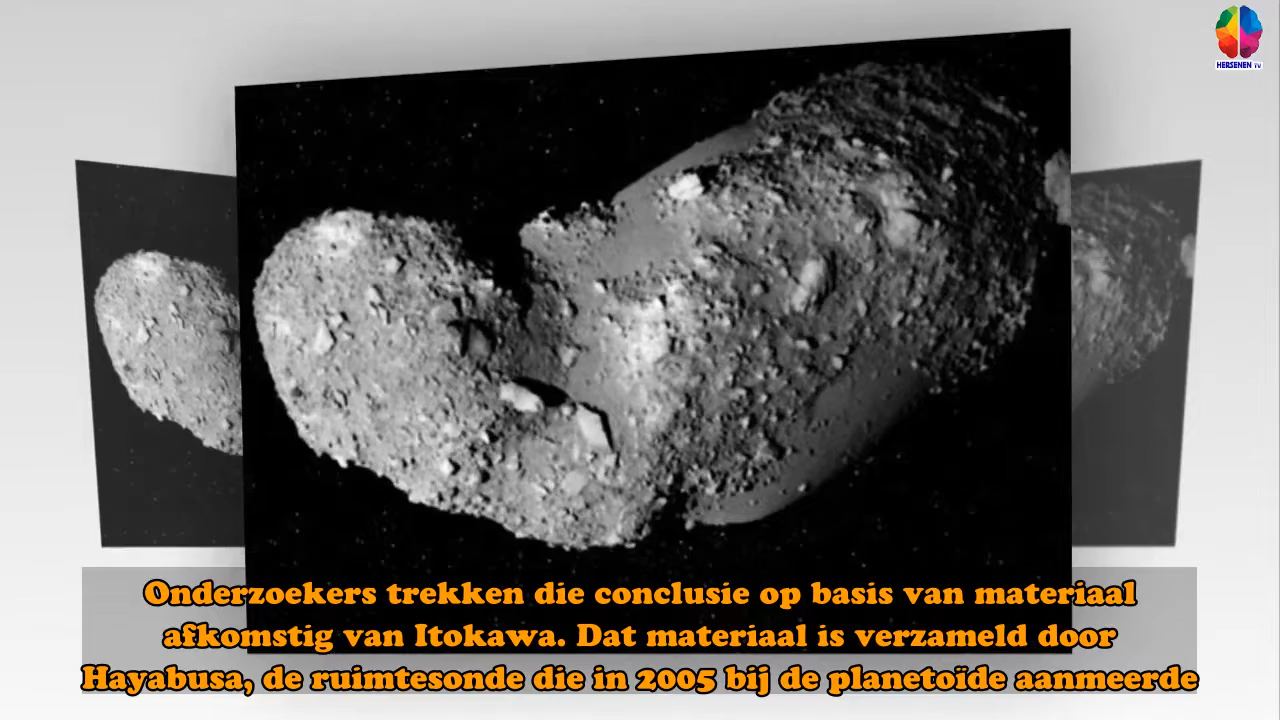 HERSENEN TV
Onderzoekers trekken die conclusie op basis van materiaal
afkomstig van Itokawa. Dat materiaal is verzameld door
Hayabusa, de ruimtesonde die in 2005 bij de planetoïde aanmeerde